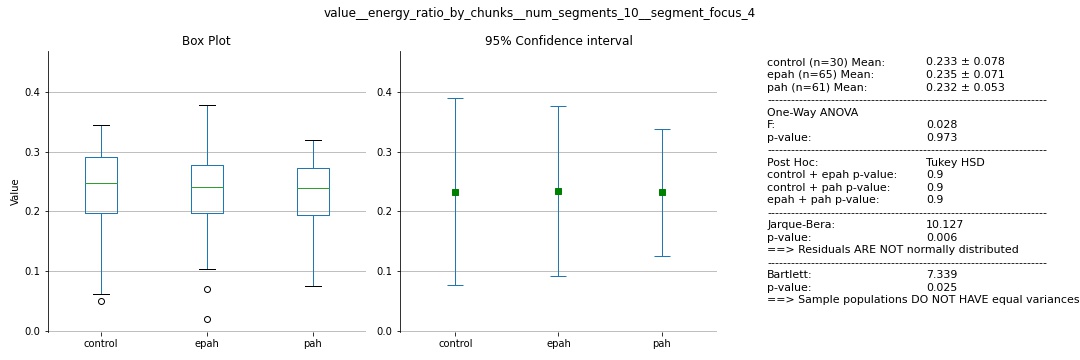 value__energy_ratio_by_chunks__num_segments_10__segment_focus_4
Box Plot
Value
0.4
0.3
0.2
0.1
0.0
control epah pah
95% Confidence interval
0.4
0.3
0.2
0.1
0.0
control epah pah
control (n=30) Mean: 0.233 ± 0.078
epah (n=65) Mean: 0.235 ± 0.071
pah (n=61) Mean: 0.232 ± 0.053
One-Way ANOVA
F: 0.028
p-value: 0.973
Post Hoc: Tukey HSD
control + epah p-value: 0.9
control + pah p-value: 0.9
epah + pah p-value: 0.9
Jarque-Bera: 10.127
p-value: 0.006
==> Residuals ARE NOT normally distributed
Bartlett: 7.339
p-value: 0.025
==> Sample populations DO NOT HAVE equal variances